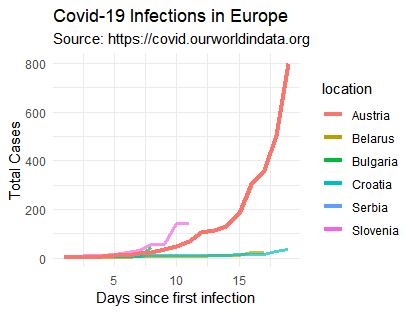 Covid-19 Infections in Europe
Source: https://covid.ourworldindata.org
800
600
400
200
0
Total Cases
5
10
15
Days since first infection
location
Austria
Belarus
Bulgaria
Croatia
Serbia
Slovenia